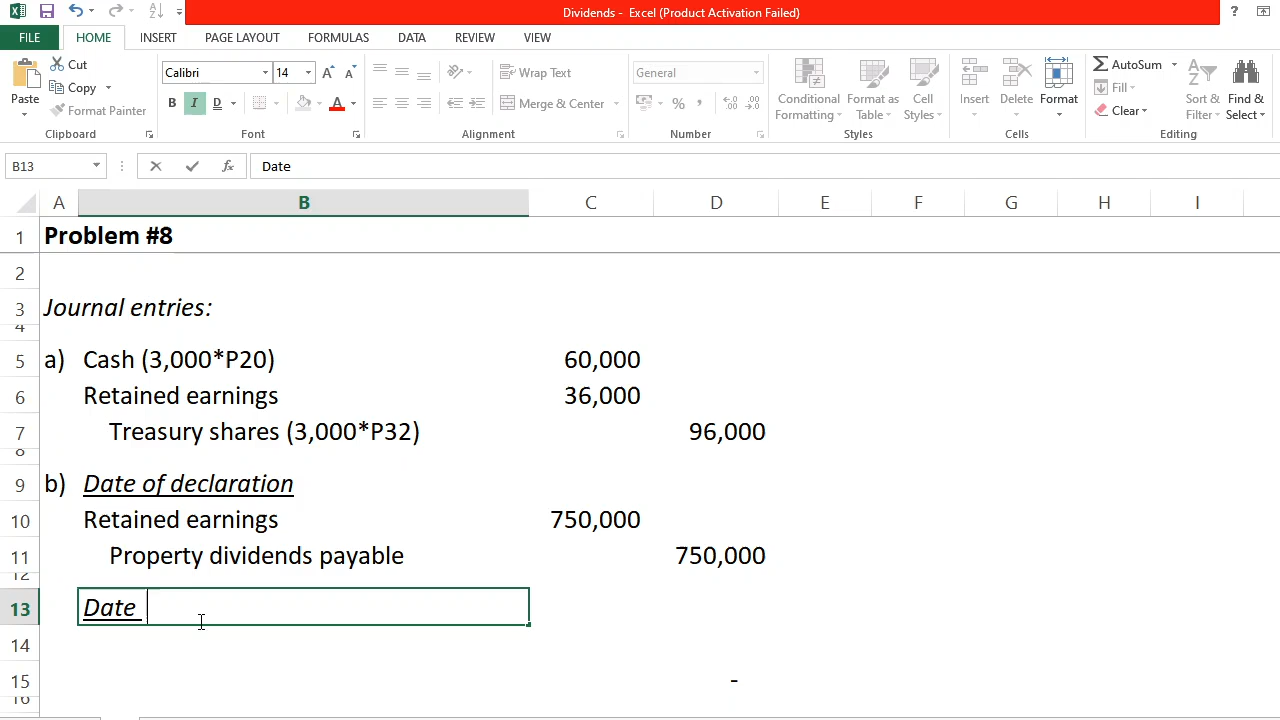 Dividends - Excel (Product Activation Failed)
?
FILE HOME INSERT PAGE LAYOUT FORMULAS DATA REVIEW VIEW
Paste
Cut
Copy
Format Painter
Clipboard
Calibri 14
B I D
Font
Wrap Text
Merge & Center
Alignment
General
%
Number
Conditional Formatting
Format as Table
Cell Styles
Styles
Insert
Delete
Format
Cells
AutoSum
Fill
Clear
Sort & Filter
Find & Select
Editing
B13 fx Date
A B C D E F G H I
1 Problem #8
2
3 Journal entries:
4
5 a) Cash (3,000*P20) 60,000
6 Retained earnings 36,000
7 Treasury shares (3,000*P32) 96,000
8
9 b) Date of declaration
10 Retained earnings 750,000
11 Property dividends payable 750,000
12
13 Date
14
15 -
16